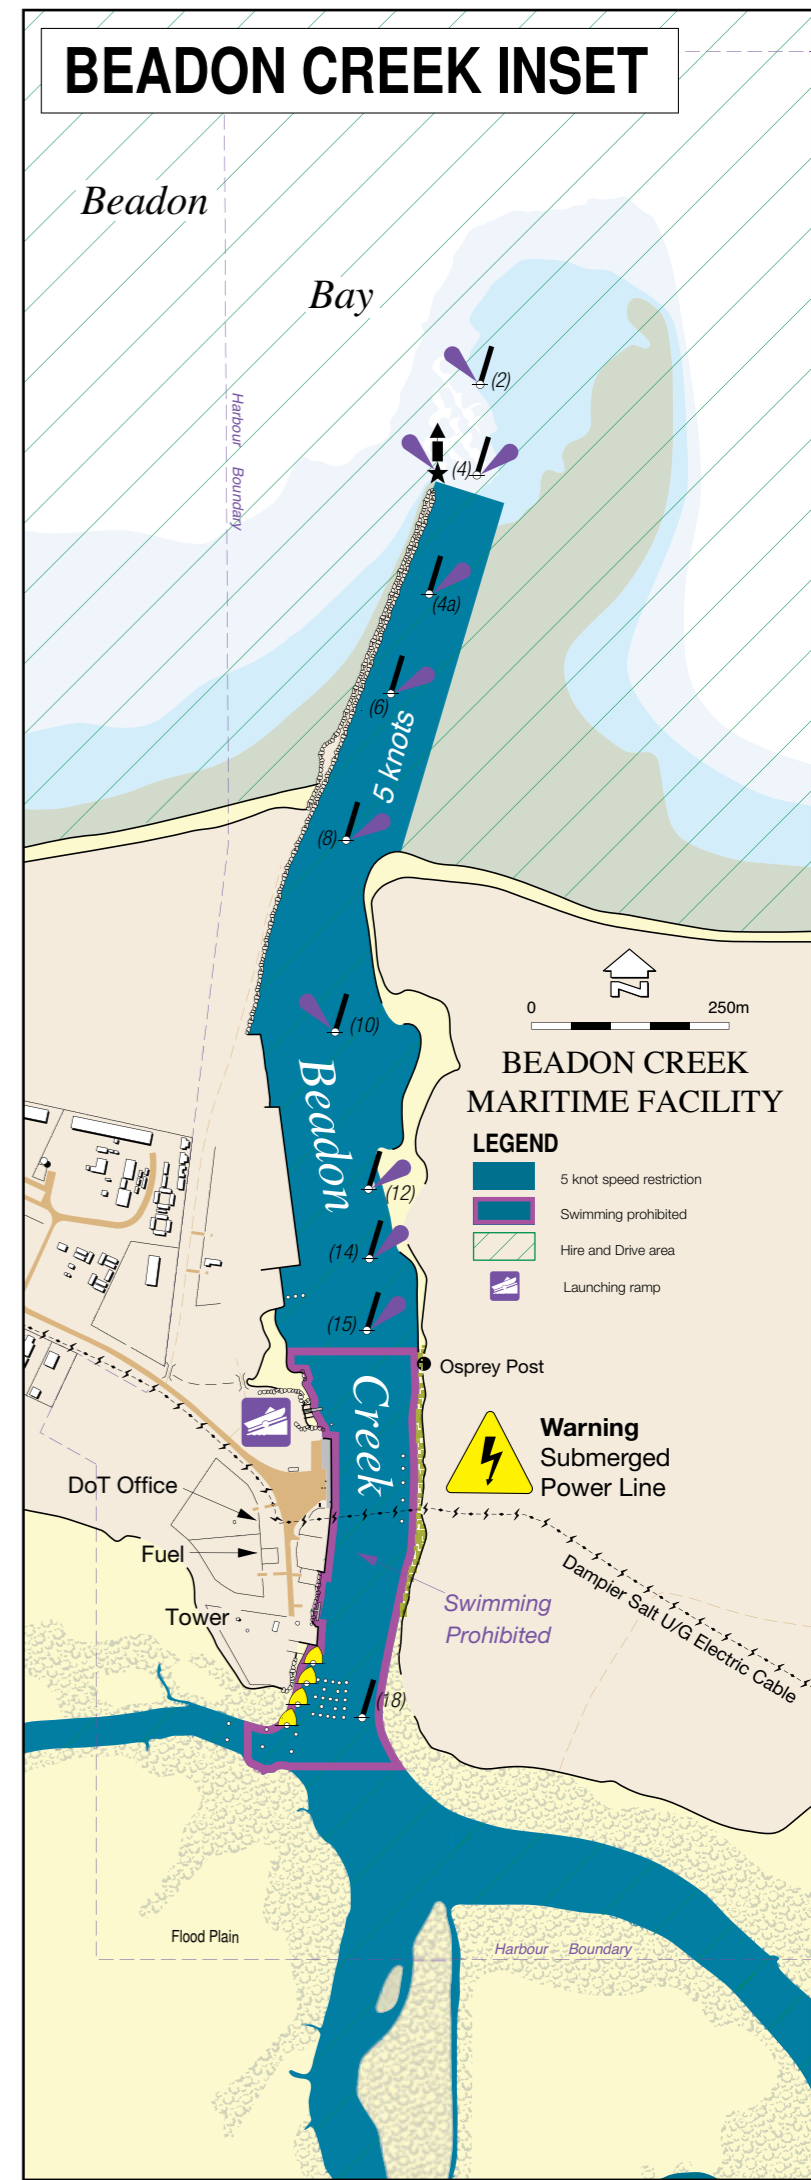 BEADON CREEK INSET
Beadon
Bay
Harbour Boundary
(2)
(4)
(4a)
(6)
5 knots
(8)
(10)
N
0 250m
BEADON CREEK
MARITIME FACILITY
LEGEND
5 knot speed restriction
Swimming prohibited
Hire and Drive area
Launching ramp
Beadon
(12)
(14)
(15)
Osprey Post
Creek
Warning
Submerged
Power Line
DoT Office
Fuel
Tower
Dampier Salt U/G Electric Cable
Swimming
Prohibited
(18)
Flood Plain
Harbour Boundary